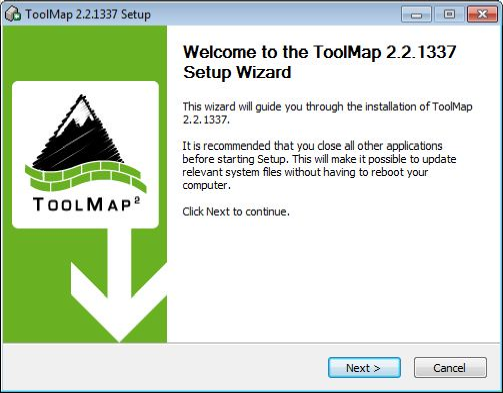 ToolMap 2.2.1337 Setup
Welcome to the ToolMap 2.2.1337
Setup Wizard
This wizard will guide you through the installation of ToolMap
2.2.1337.
It is recommended that you close all other applications
before starting Setup. This will make it possible to update
relevant system files without having to reboot your
computer.
Click Next to continue.
TOOLMAP²
Next >
Cancel